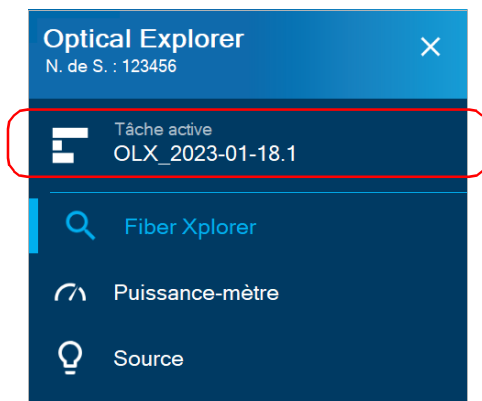 Optical Explorer
N. de S. : 123456
Tâche active
OLX_2023-01-18.1
Fiber Xplorer
Puissance-mètre
Source